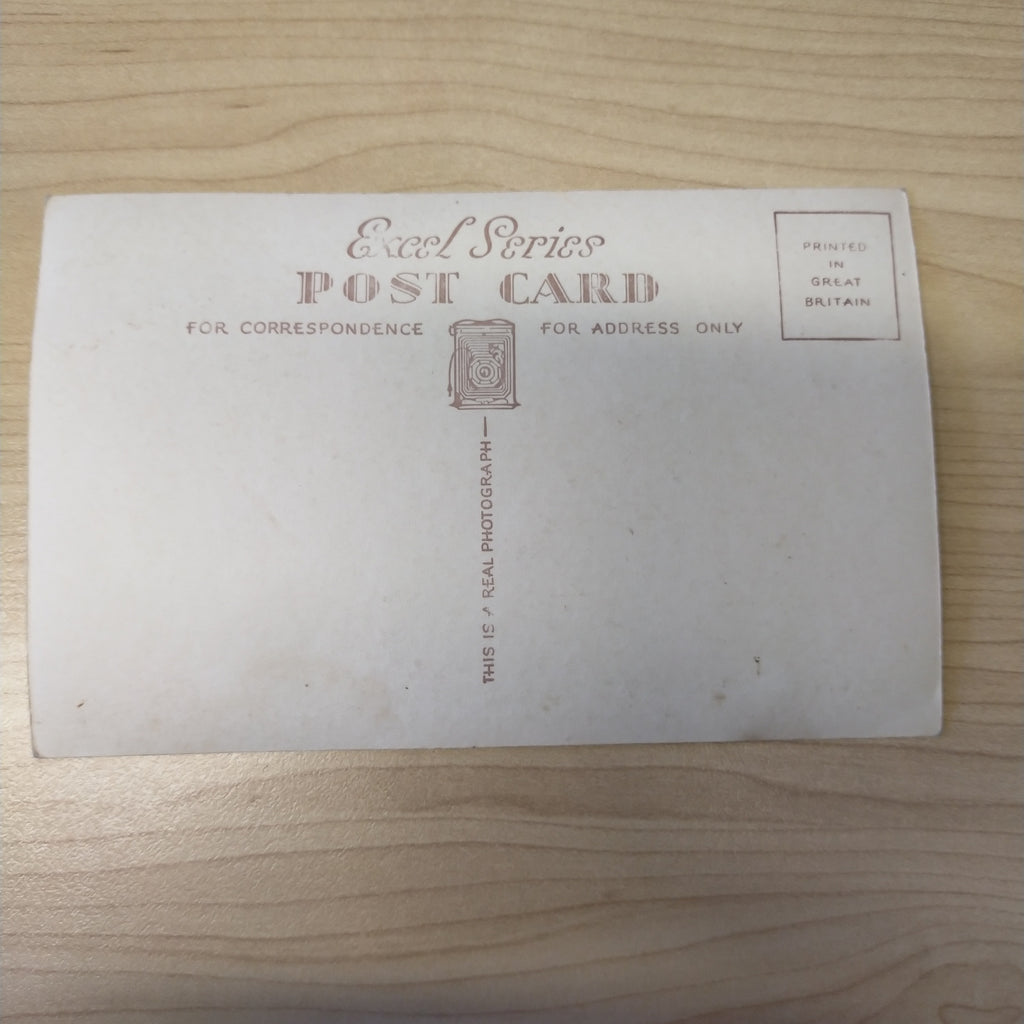 Excel Series
POST CARD
FOR CORRESPONDENCE
FOR ADDRESS ONLY
PRINTED
IN
GREAT
BRITAIN
THIS IS A REAL PHOTOGRAPH